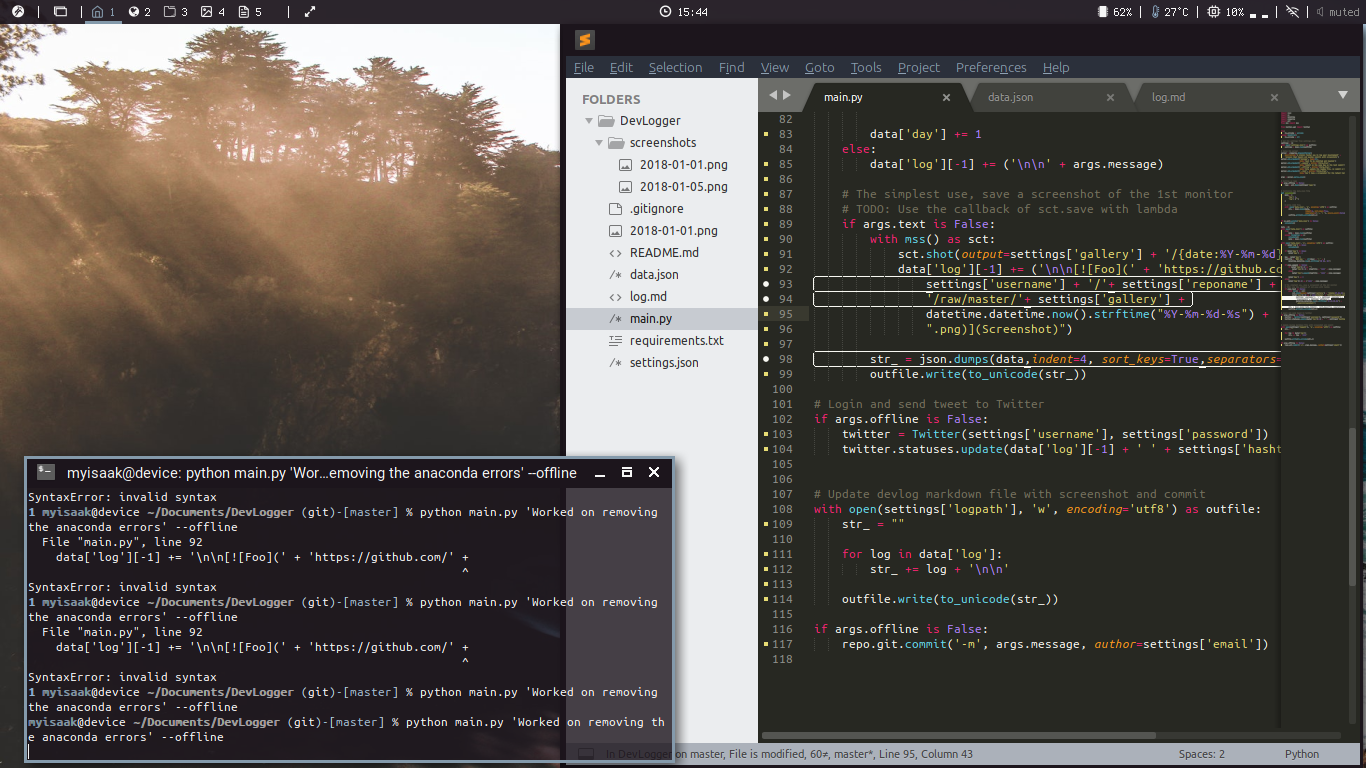 1 2 3 4 5 15:44 62% 27°C 10% muted
File Edit Selection Find View Goto Tools Project Preferences Help
FOLDERS
DevLogger
screenshots
2018-01-01.png
2018-01-05.png
.gitignore
2018-01-01.png
README.md
data.json
log.md
main.py
requirements.txt
settings.json
main.py data.json log.md
82
83 data['day'] += 1
84 else:
85 data['log'][-1] += ('\n\n' + args.message)
86
87 # The simplest use, save a screenshot of the 1st monitor
88 # TODO: Use the callback of sct.save with lambda
89 if args.text is False:
90 with mss() as sct:
91 sct.shot(output=settings['gallery'] + '/{date:%Y-%m-%d}
92 data['log'][-1] += ('\n\n[![Foo](' + 'https://github.co
93 settings['username'] + '/'+ settings['reponame'] +
94 '/raw/master/'+ settings['gallery'] +
95 datetime.datetime.now().strftime("%Y-%m-%d-%s") +
96 ".png)](Screenshot)")
97
98 str_ = json.dumps(data,indent=4, sort_keys=True,separators=
99 outfile.write(to_unicode(str_))
100
101 # Login and send tweet to Twitter
102 if args.offline is False:
103 twitter = Twitter(settings['username'], settings['password'])
104 twitter.statuses.update(data['log'][-1] + ' ' + settings['hasht
105
106
107 # Update devlog markdown file with screenshot and commit
108 with open(settings['logpath'], 'w', encoding='utf8') as outfile:
109 str_ = ""
110
111 for log in data['log']:
112 str_ += log + '\n\n'
113
114 outfile.write(to_unicode(str_))
115
116 if args.offline is False:
117 repo.git.commit('-m', args.message, author=settings['email'])
118
In DevLogger on master, File is modified, 60≠, master*, Line 95, Column 43 Spaces: 2 Python
myisaak@device: python main.py 'Wor...emoving the anaconda errors' --offline
SyntaxError: invalid syntax
1 myisaak@device ~/Documents/DevLogger (git)-[master] % python main.py 'Worked on removing
the anaconda errors' --offline
File "main.py", line 92
data['log'][-1] += '\n\n[![Foo](' + 'https://github.com/' +
^
SyntaxError: invalid syntax
1 myisaak@device ~/Documents/DevLogger (git)-[master] % python main.py 'Worked on removing
the anaconda errors' --offline
File "main.py", line 92
data['log'][-1] += '\n\n[![Foo](' + 'https://github.com/' +
^
SyntaxError: invalid syntax
1 myisaak@device ~/Documents/DevLogger (git)-[master] % python main.py 'Worked on removing
the anaconda errors' --offline
myisaak@device ~/Documents/DevLogger (git)-[master] % python main.py 'Worked on removing th
e anaconda errors' --offline